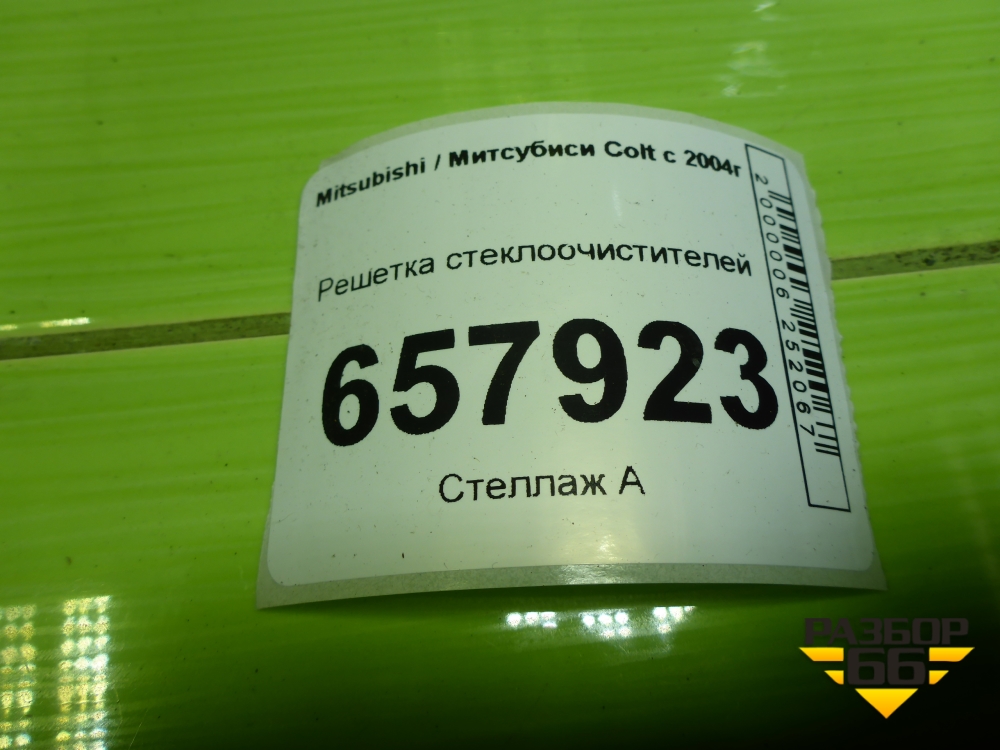 Mitsubishi / Митсубиси Colt с 2004г
Решетка стеклоочистителей
657923
Стеллаж А
2000006252067
РАЗБОР
66